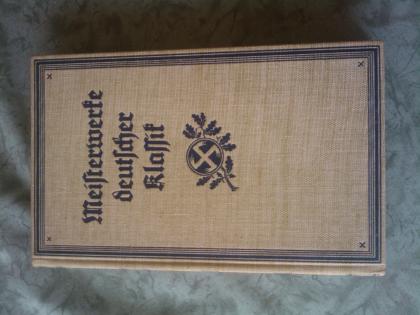 Meisterwerke
deutscher
Klassik